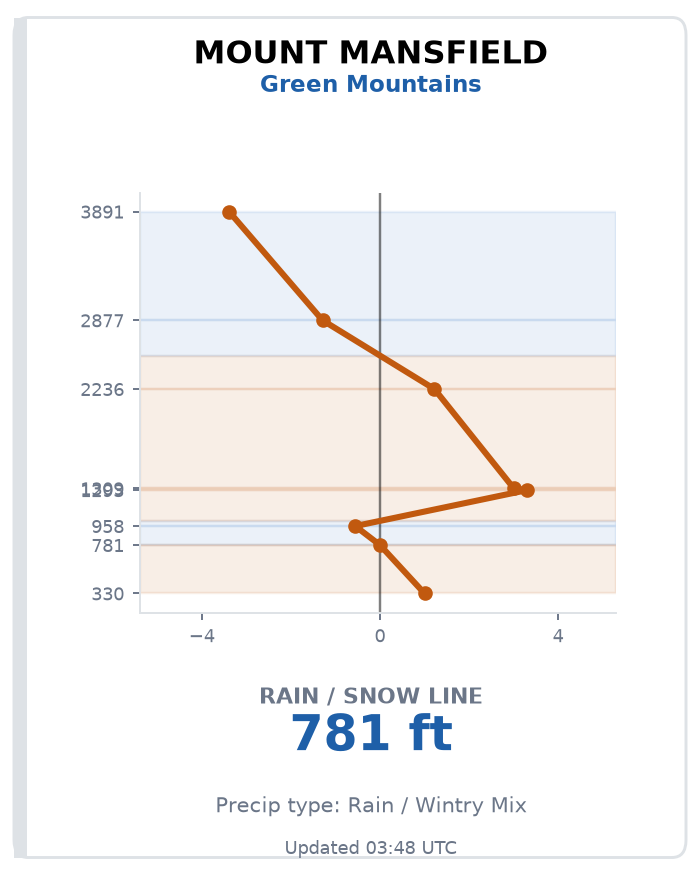 MOUNT MANSFIELD
Green Mountains
3891
2877
2236
958
781
330
−4 0 4
RAIN / SNOW LINE
781 ft
Precip type: Rain / Wintry Mix
Updated 03:48 UTC